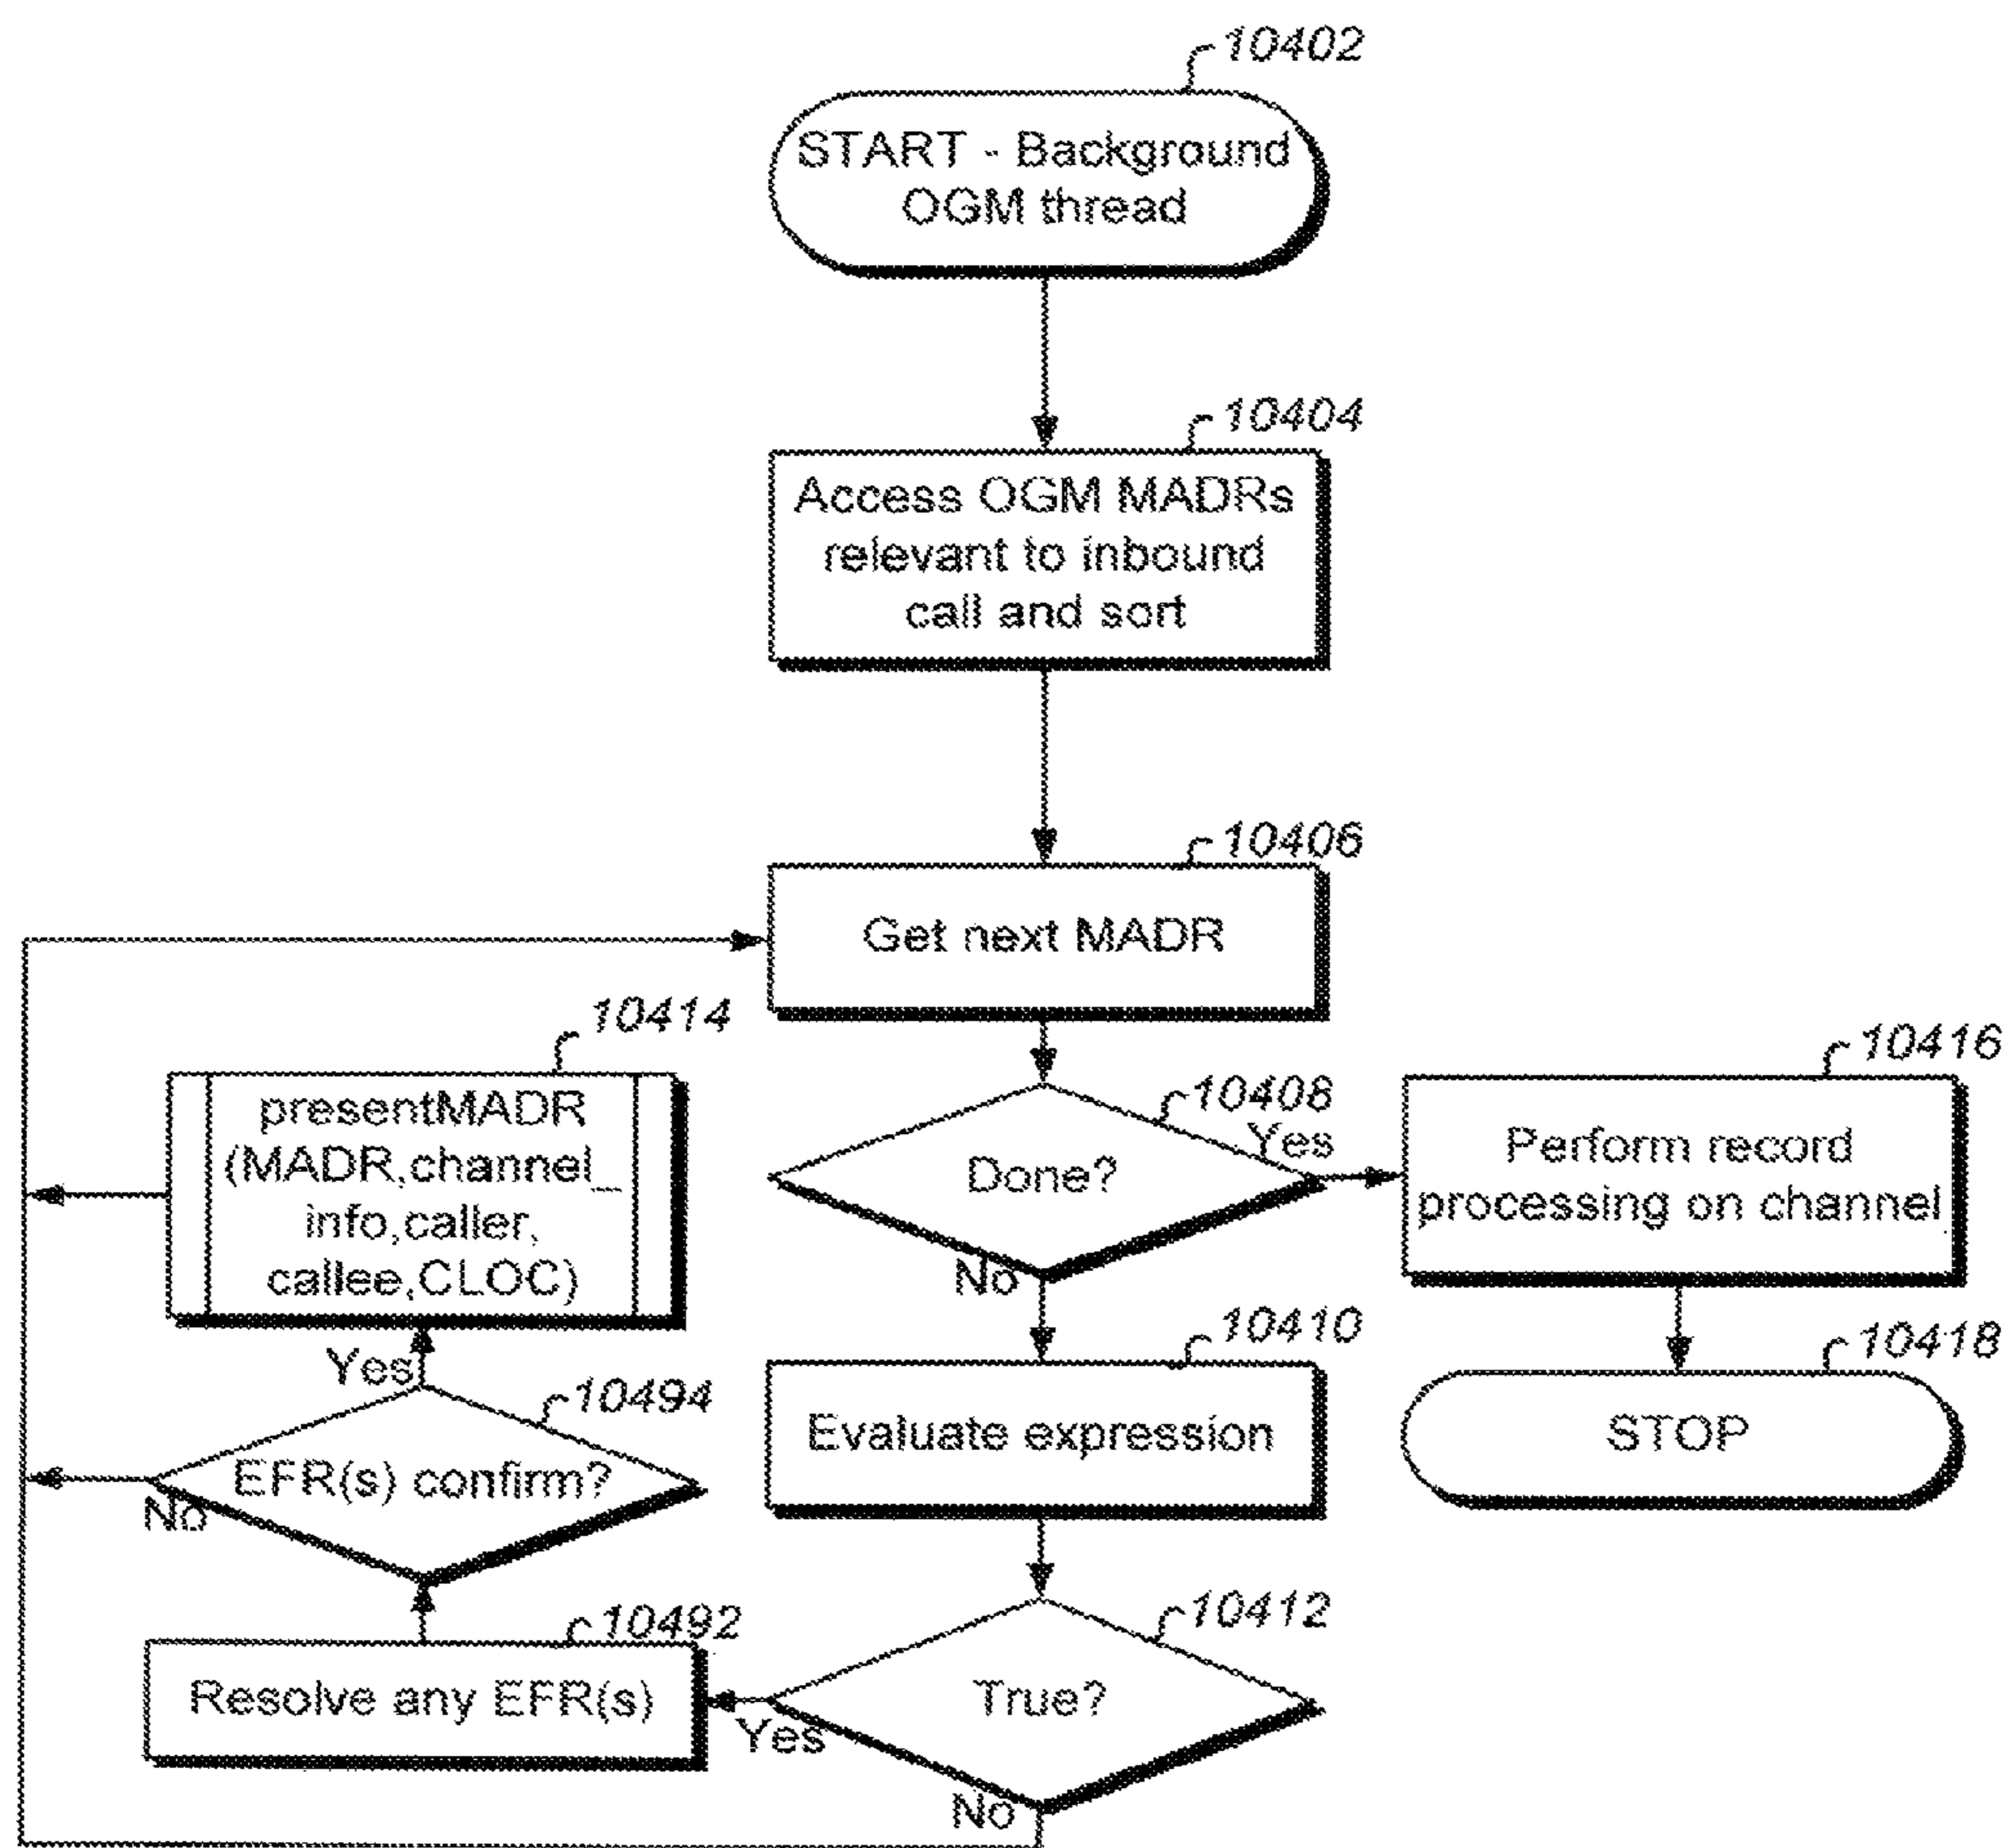 10402
START - Background
OGM thread
10404
Access OGM MADRs
relevant to inbound
call and sort
10406
Get next MADR
10414
presentMADR
(MADR,channel_
info,caller,
callee,CLOC)
10408
Yes
Done?
No
10416
Perform record
processing on channel
10410
Evaluate expression
10418
STOP
Yes
10494
EFR(s) confirm?
No
10492
Resolve any EFR(s)
10412
True?
Yes
No